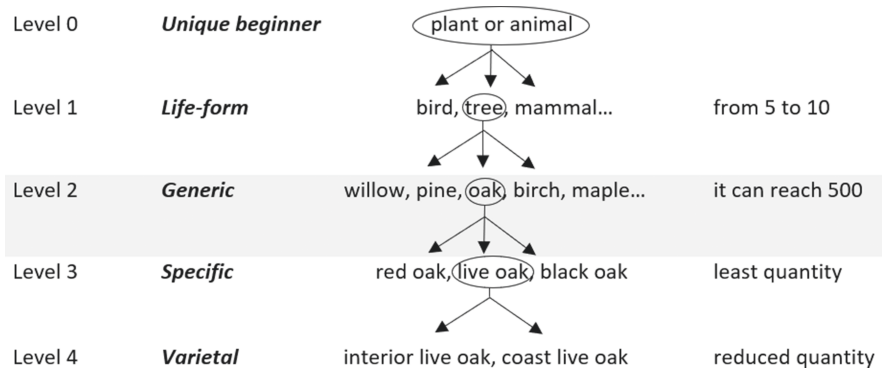 Level 0 Unique beginner plant or animal
Level 1 Life-form bird, tree, mammal... from 5 to 10
Level 2 Generic willow, pine, oak, birch, maple... it can reach 500
Level 3 Specific red oak, live oak, black oak least quantity
Level 4 Varietal interior live oak, coast live oak reduced quantity